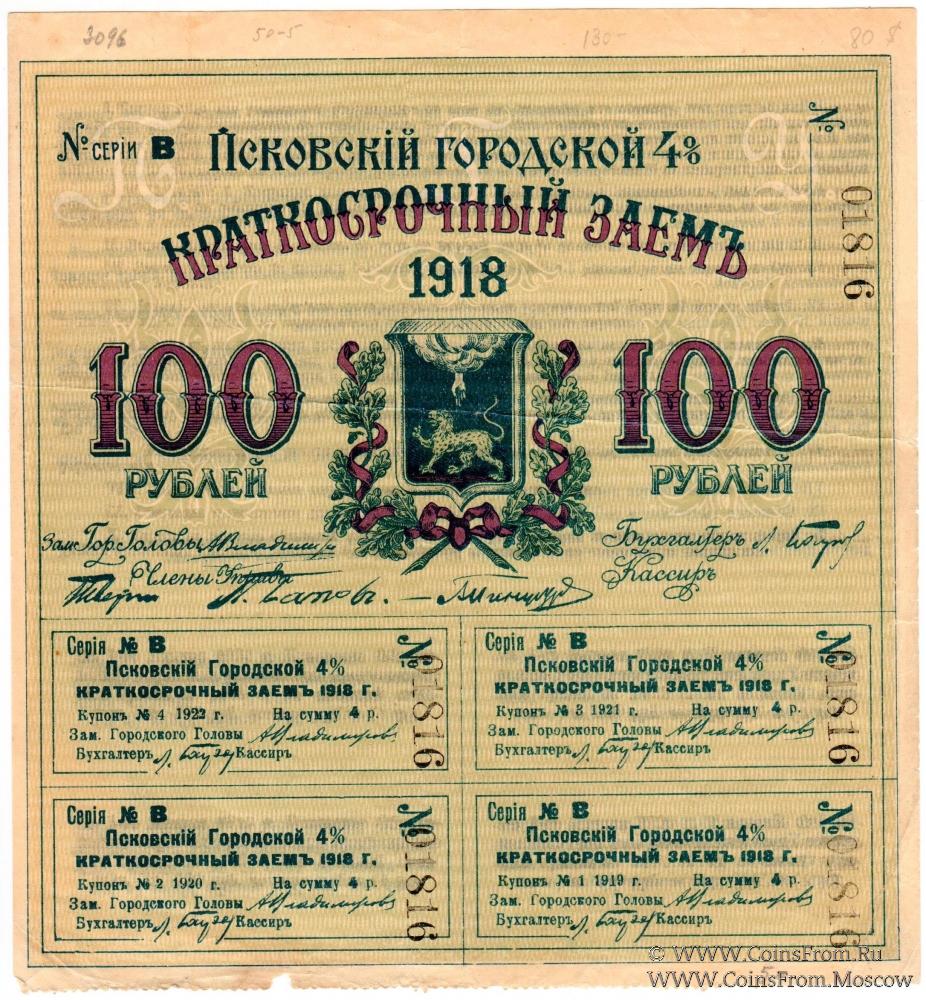 3096 50-5 130- 80 $
№ серіи В Псковскій городской 4%
Краткосрочный заемъ
1918
№ 01816
100 100
рублей рублей
Зам. Гор. Головы А Владимиров Бухгалтеръ
Члены Управы Кассиръ
Серія № В
Псковскій Городской 4%
КРАТКОСРОЧНЫЙ ЗАЕМЪ 1918 г.
Купонъ № 4 1922 г. На сумму 4 р.
Зам. Городского Головы А Владимиров
Бухгалтеръ Кассиръ
№ 01816
Серія № В
Псковскій Городской 4%
КРАТКОСРОЧНЫЙ ЗАЕМЪ 1918 г.
Купонъ № 3 1921 г. На сумму 4 р.
Зам. Городского Головы А Владимиров
Бухгалтеръ Кассиръ
№ 01816
Серія № В
Псковскій Городской 4%
КРАТКОСРОЧНЫЙ ЗАЕМЪ 1918 г.
Купонъ № 2 1920 г. На сумму 4 р.
Зам. Городского Головы А Владимиров
Бухгалтеръ Кассиръ
№ 01816
Серія № В
Псковскій Городской 4%
КРАТКОСРОЧНЫЙ ЗАЕМЪ 1918 г.
Купонъ № 1 1919 г. На сумму 4 р.
Зам. Городского Головы А Владимиров
Бухгалтеръ Кассиръ
№ 01816
© WWW.CoinsFrom.Ru
WWW.CoinsFrom.Moscow